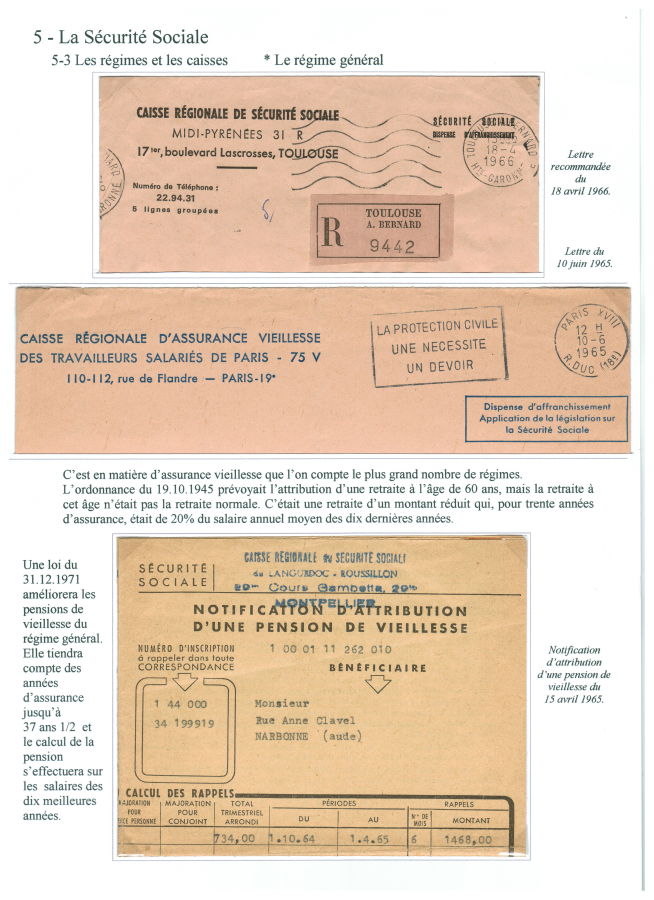 5 - La Sécurité Sociale
5-3 Les régimes et les caisses * Le régime général
CAISSE RÉGIONALE DE SÉCURITÉ SOCIALE
MIDI-PYRÉNÉES 31 R
17ter, boulevard Lascrosses, TOULOUSE
Numéro de Téléphone :
22.94.31
5 lignes groupées
SÉCURITÉ SOCIALE
DISPENSE D'AFFRANCHISSEMENT
18-4
1966
HTE-GARONNE
R
TOULOUSE
A. BERNARD
9442
Lettre
recommandée
du
18 avril 1966.
Lettre du
10 juin 1965.
CAISSE RÉGIONALE D'ASSURANCE VIEILLESSE
DES TRAVAILLEURS SALARIÉS DE PARIS - 75 V
110-112, rue de Flandre — PARIS-19e
LA PROTECTION CIVILE
UNE NECESSITE
UN DEVOIR
PARIS XVIII
12 H
10-6
1965
R. DUC (18e)
Dispense d'affranchissement
Application de la législation sur
la Sécurité Sociale
C'est en matière d'assurance vieillesse que l'on compte le plus grand nombre de régimes.
L'ordonnance du 19.10.1945 prévoyait l'attribution d'une retraite à l'âge de 60 ans, mais la retraite à
cet âge n'était pas la retraite normale. C'était une retraite d'un montant réduit qui, pour trente années
d'assurance, était de 20% du salaire annuel moyen des dix dernières années.
Une loi du
31.12.1971
améliorera les
pensions de
vieillesse du
régime général.
Elle tiendra
compte des
années
d'assurance
jusqu'à
37 ans 1/2 et
le calcul de la
pension
s'effectuera sur
les salaires des
dix meilleures
années.
SÉCURITÉ
SOCIALE
CAISSE RÉGIONALE DE SÉCURITÉ SOCIALE
du LANGUEDOC - ROUSSILLON
29bis Cours Gambetta, 29bis
MONTPELLIER
NOTIFICATION D'ATTRIBUTION
D'UNE PENSION DE VIEILLESSE
NUMÉRO D'INSCRIPTION
à rappeler dans toute
CORRESPONDANCE
1 00 01 11 262 010
BÉNÉFICIAIRE
1 44 000
34 199919
Monsieur
Rue Anne Clavel
NARBONNE (aude)
CALCUL DES RAPPELS
MAJORATION
POUR
PERSONNE
MAJORATION
POUR
CONJOINT
TOTAL
TRIMESTRIEL
ARRONDI
PÉRIODES
DU
AU
RAPPELS
Nbre DE
MOIS
MONTANT
734,00 1.10.64 1.4.65 6 1468,00
Notification
d'attribution
d'une pension de
vieillesse du
15 avril 1965.